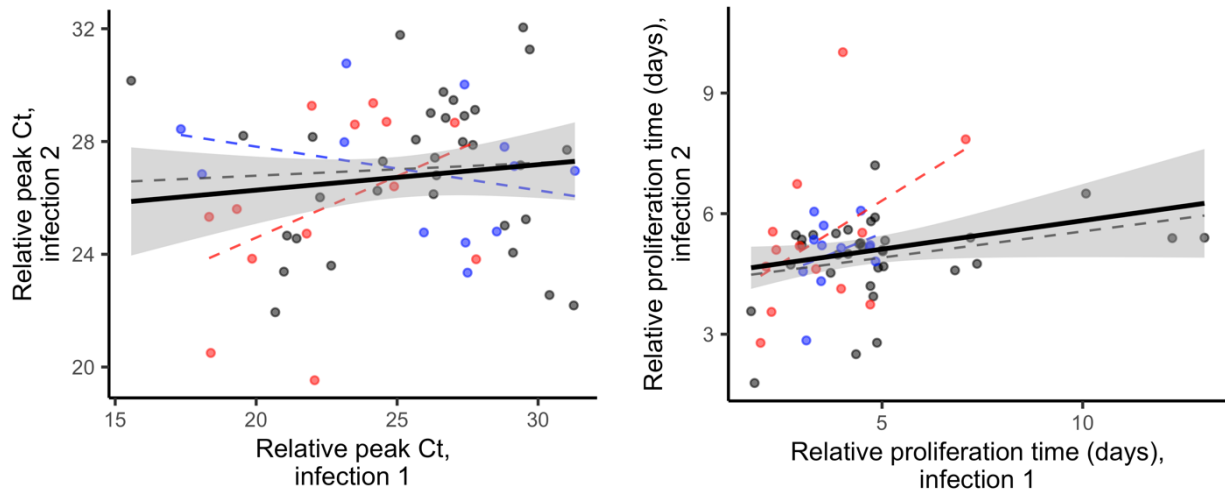 32
28
24
20
Relative peak Ct,
infection 2
15
20
25
30
Relative peak Ct,
infection 1
9
6
3
Relative proliferation time (days),
infection 2
5
10
Relative proliferation time (days),
infection 1